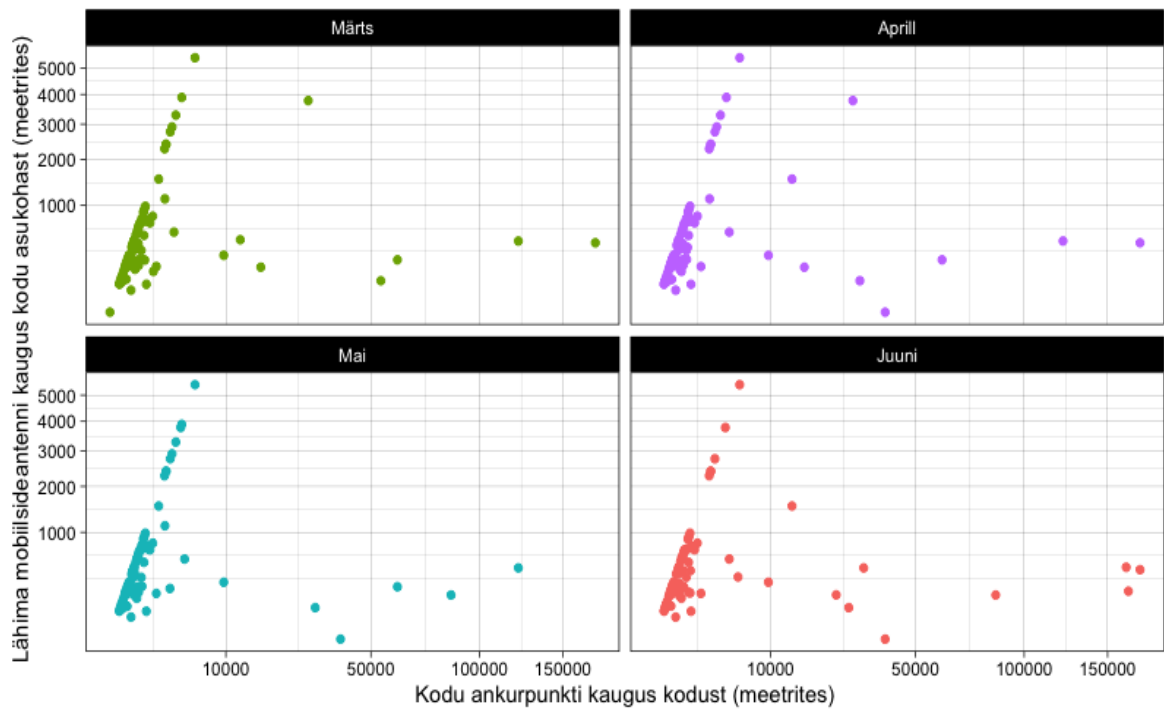 Märts
Aprill
5000
4000
3000
2000
1000
Mai
Juuni
5000
4000
3000
2000
1000
10000 50000 100000 150000
10000 50000 100000 150000
Kodu ankurpunkti kaugus kodust (meetrites)
Lähima mobiilsideantenni kaugus kodu asukohast (meetrites)